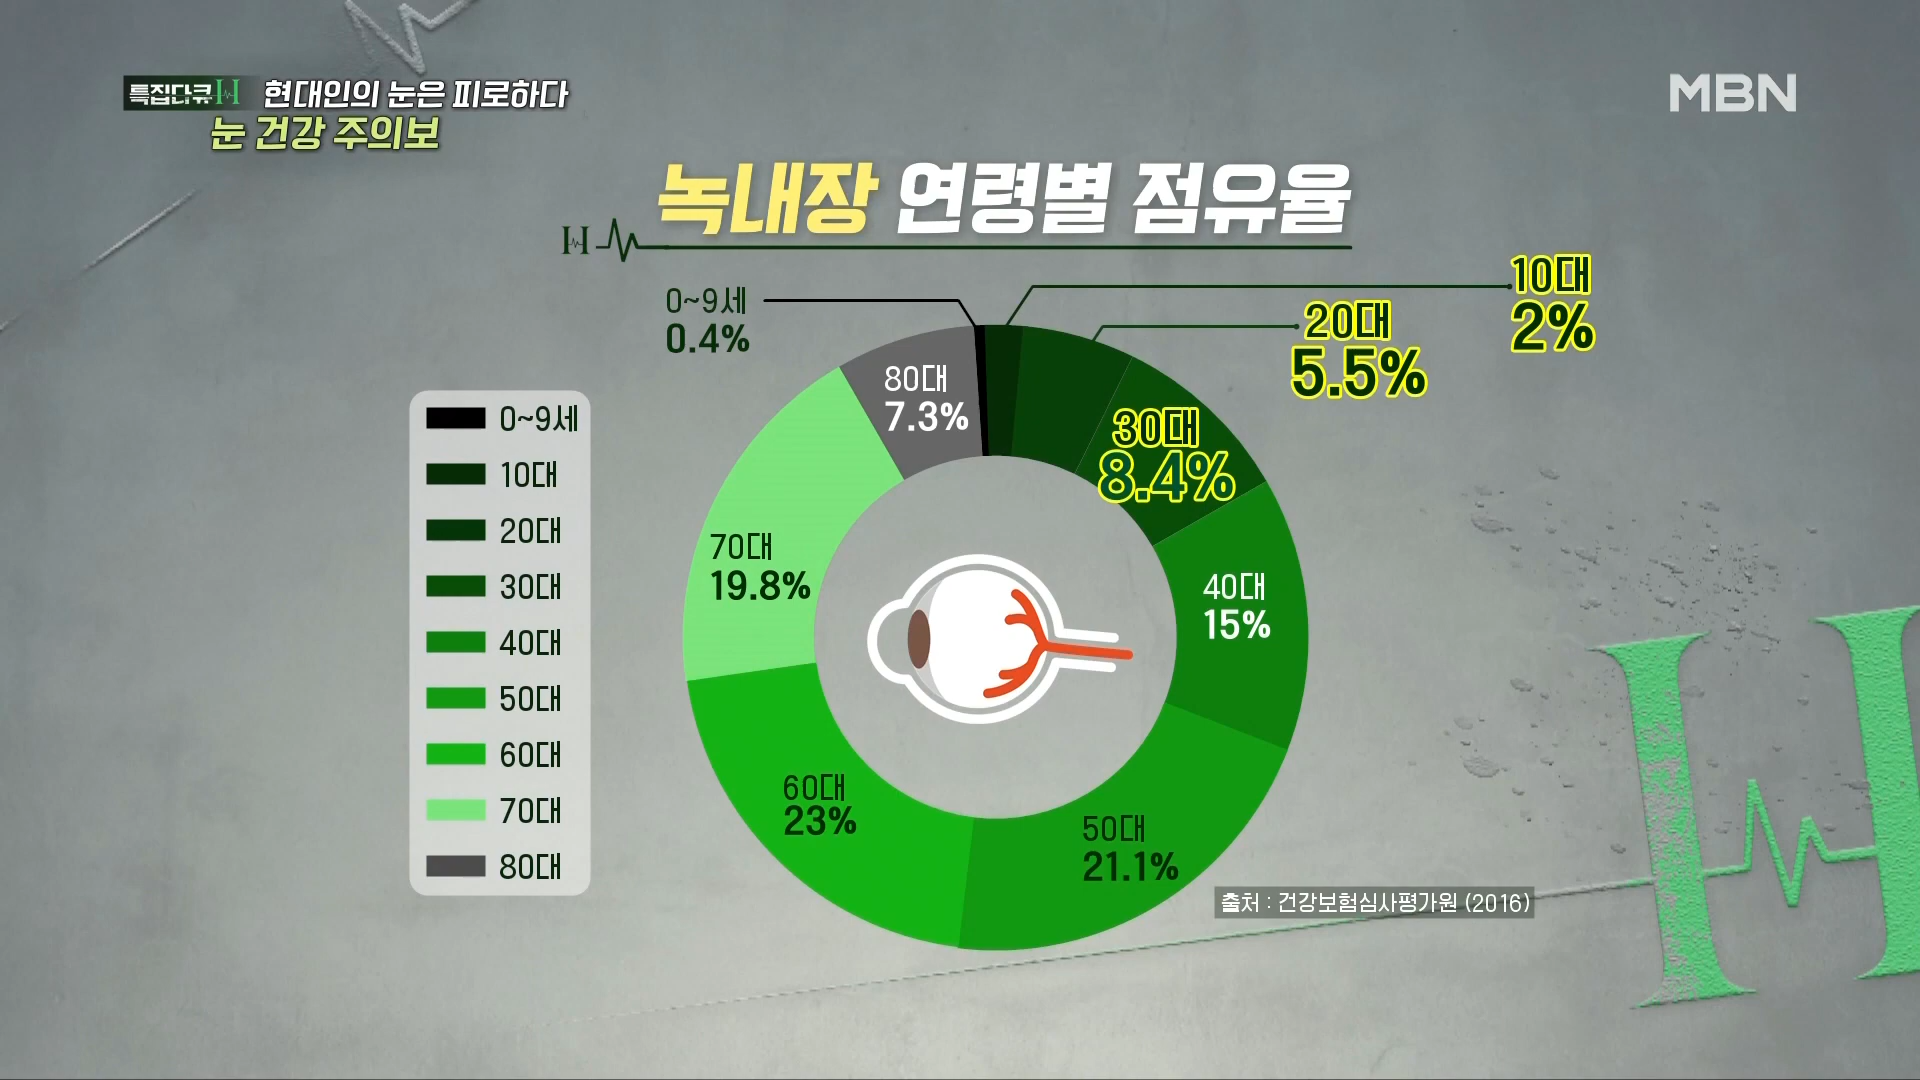 특집다큐H 현대인의 눈은 피로하다
눈 건강 주의보
MBN
녹내장 연령별 점유율
H
0~9세
0.4%
10대
2%
20대
5.5%
30대
8.4%
40대
15%
50대
21.1%
60대
23%
70대
19.8%
80대
7.3%
0~9세
10대
20대
30대
40대
50대
60대
70대
80대
출처 : 건강보험심사평가원 (2016)
H